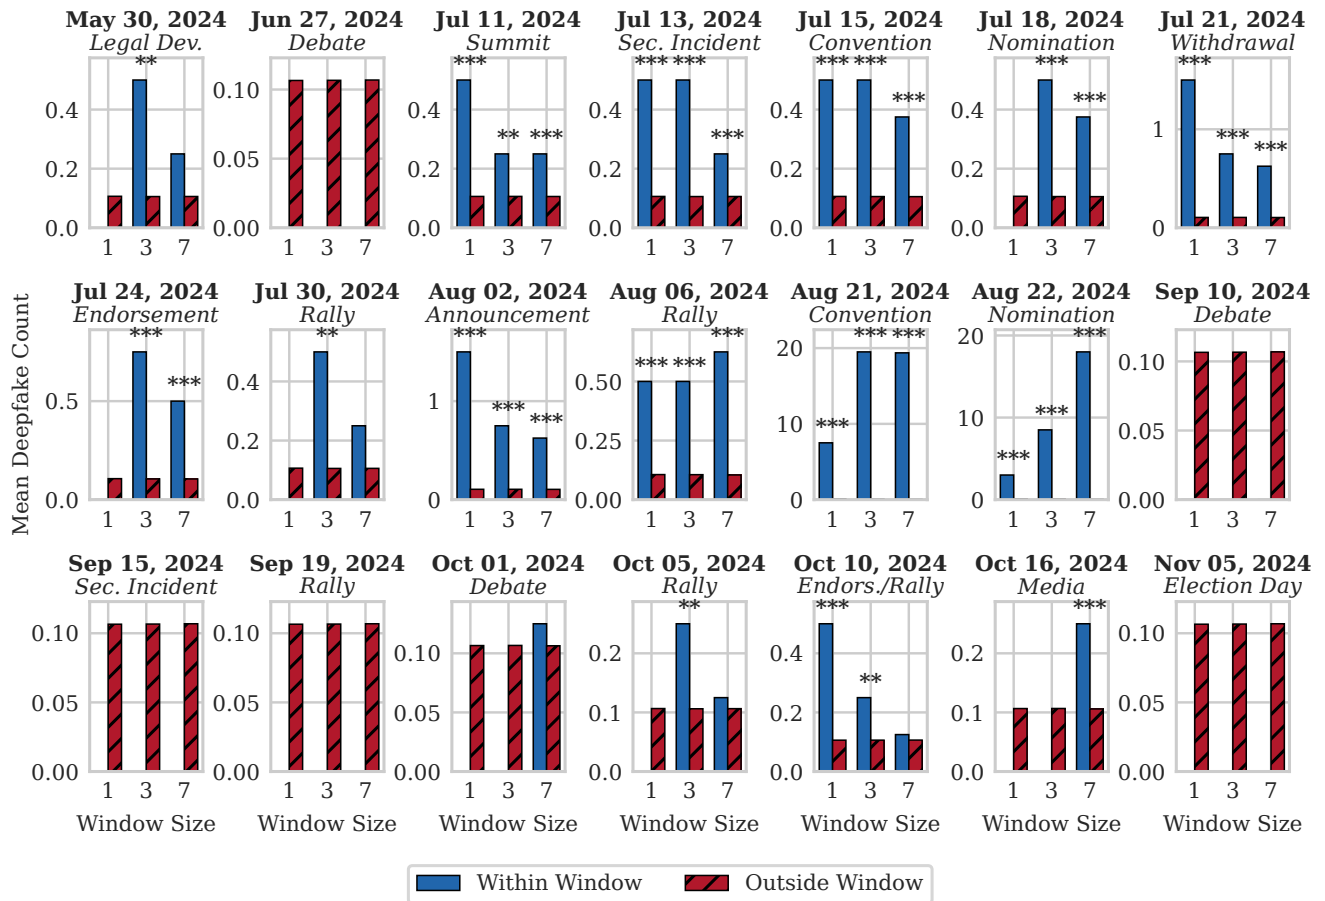 May 30, 2024 Jun 27, 2024 Jul 11, 2024 Jul 13, 2024 Jul 15, 2024 Jul 18, 2024 Jul 21, 2024
Legal Dev. Debate Summit Sec. Incident Convention Nomination Withdrawal
** *** *** *** *** *** *** ***
*** ***
** *** *** *** ***
0.4 0.10 0.4 0.4 0.4 0.4 1
0.2 0.05 0.2 0.2 0.2 0.2
0.0 0.00 0.0 0.0 0.0 0.0 0
1 3 7 1 3 7 1 3 7 1 3 7 1 3 7 1 3 7 1 3 7
Mean Deepfake Count
Jul 24, 2024 Jul 30, 2024 Aug 02, 2024 Aug 06, 2024 Aug 21, 2024 Aug 22, 2024 Sep 10, 2024
Endorsement Rally Announcement Rally Convention Nomination Debate
*** ** *** *** *** *** ***
*** *** ***
*** *** *** *** *** ***
0.5 0.4 1 0.50 20 20 0.10
0.2 0.25 10 10 0.05
0.0 0.0 0 0.00 0 0 0.00
1 3 7 1 3 7 1 3 7 1 3 7 1 3 7 1 3 7 1 3 7
Sep 15, 2024 Sep 19, 2024 Oct 01, 2024 Oct 05, 2024 Oct 10, 2024 Oct 16, 2024 Nov 05, 2024
Sec. Incident Rally Debate Rally Endors./Rally Media Election Day
** *** ***
**
0.10 0.10 0.10 0.2 0.4 0.2 0.10
0.05 0.05 0.05 0.1 0.2 0.1 0.05
0.00 0.00 0.00 0.0 0.0 0.0 0.00
1 3 7 1 3 7 1 3 7 1 3 7 1 3 7 1 3 7 1 3 7
Window Size Window Size Window Size Window Size Window Size Window Size Window Size
Within Window Outside Window